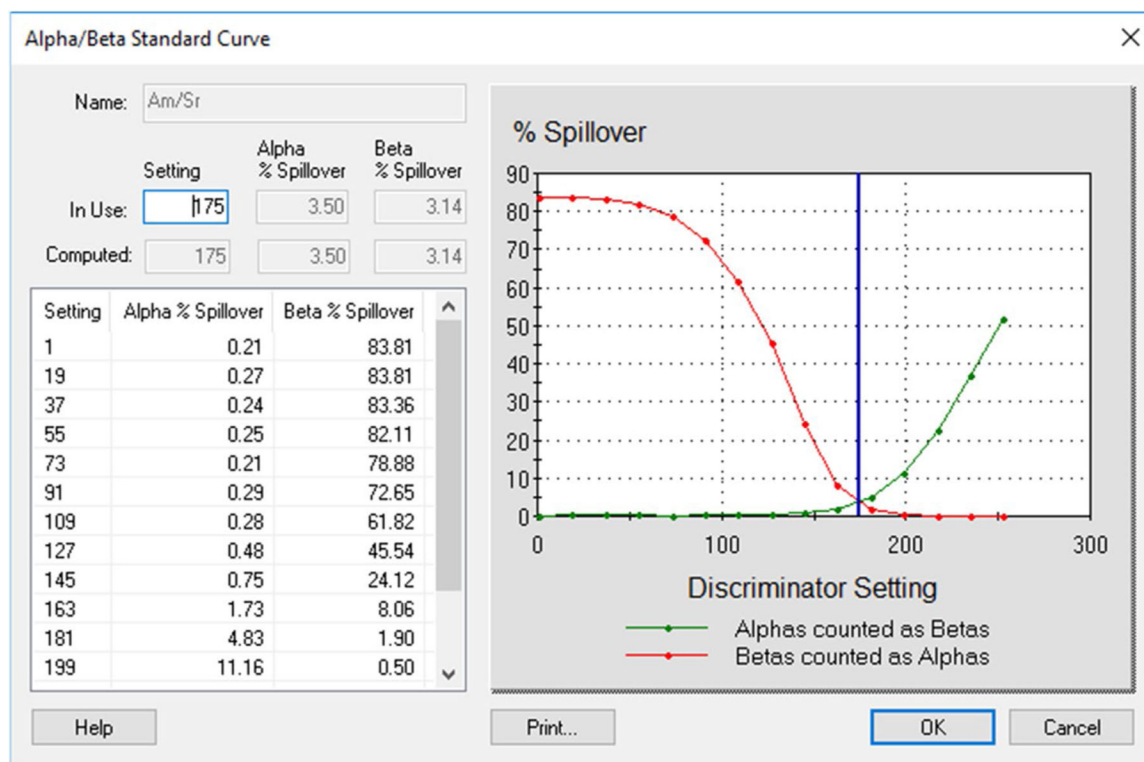 Alpha/Beta Standard Curve
Name: Am/Sr
Setting Alpha % Spillover Beta % Spillover
In Use: 175 3.50 3.14
Computed: 175 3.50 3.14
Setting Alpha % Spillover Beta % Spillover
1 0.21 83.81
19 0.27 83.81
37 0.24 83.36
55 0.25 82.11
73 0.21 78.88
91 0.29 72.65
109 0.28 61.82
127 0.48 45.54
145 0.75 24.12
163 1.73 8.06
181 4.83 1.90
199 11.16 0.50
% Spillover
90
80
70
60
50
40
30
20
10
0
0 100 200 300
Discriminator Setting
Alphas counted as Betas
Betas counted as Alphas
Help Print... OK Cancel